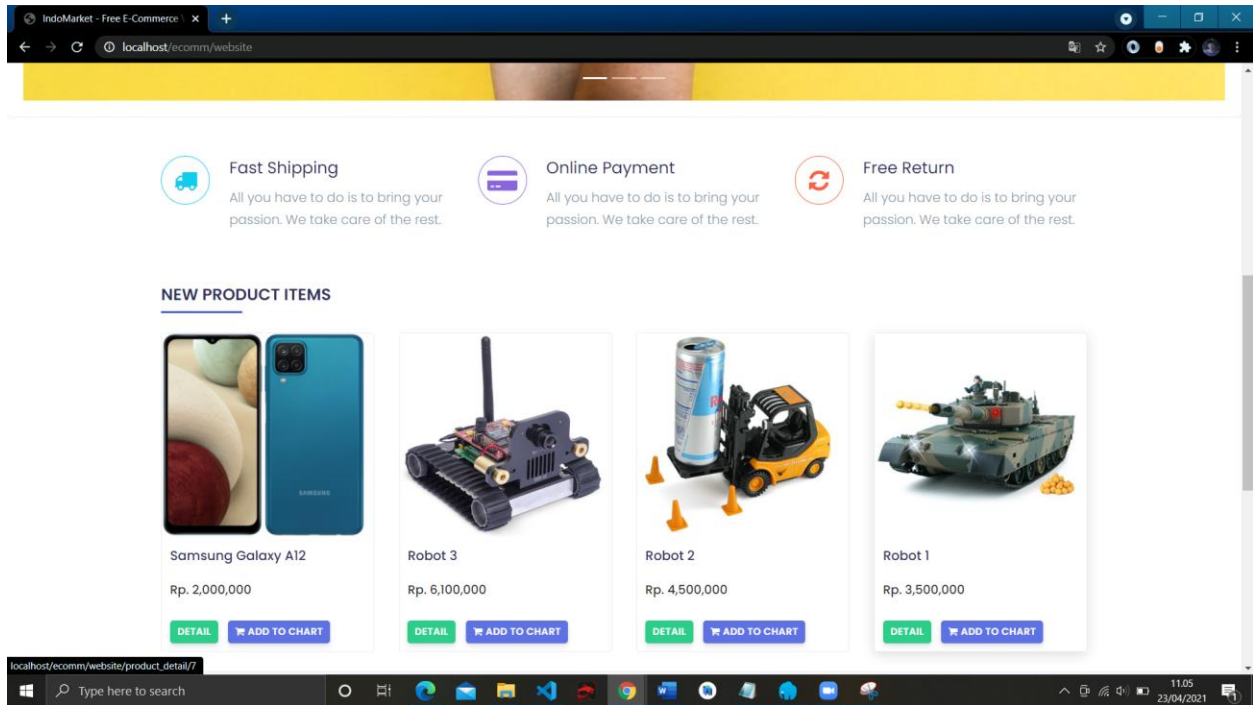 IndoMarket - Free E-Commerce \
localhost/ecomm/website
Fast Shipping
All you have to do is to bring your
passion. We take care of the rest.
Online Payment
All you have to do is to bring your
passion. We take care of the rest.
Free Return
All you have to do is to bring your
passion. We take care of the rest.
NEW PRODUCT ITEMS
SAMSUNG
Samsung Galaxy A12
Rp. 2,000,000
DETAIL ADD TO CHART
Robot 3
Rp. 6,100,000
DETAIL ADD TO CHART
Robot 2
Rp. 4,500,000
DETAIL ADD TO CHART
Robot 1
Rp. 3,500,000
DETAIL ADD TO CHART
localhost/ecomm/website/product_detail/7
Type here to search
11.05
23/04/2021